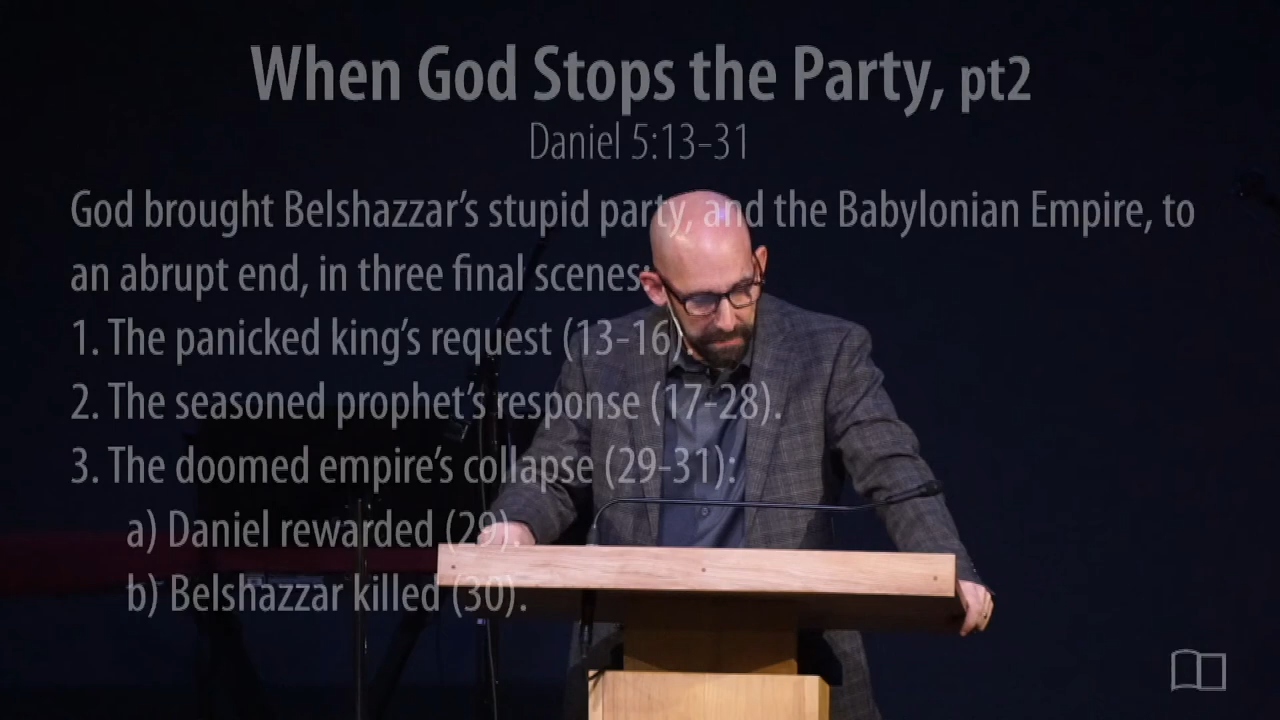 When God Stops the Party, pt2
Daniel 5:13-31
God brought Belshazzar's stupid party, and the Babylonian Empire, to
an abrupt end, in three final scenes:
1. The panicked king's request (13-16).
2. The seasoned prophet's response (17-28).
3. The doomed empire's collapse (29-31):
a) Daniel rewarded (29).
b) Belshazzar killed (30).